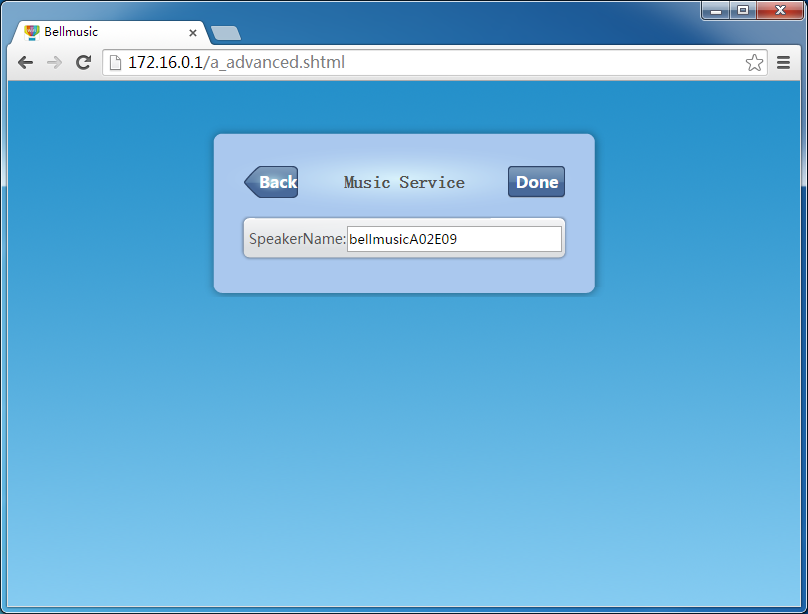 Bellmusic
172.16.0.1/a_advanced.shtml
Back Music Service Done
SpeakerName: bellmusicA02E09